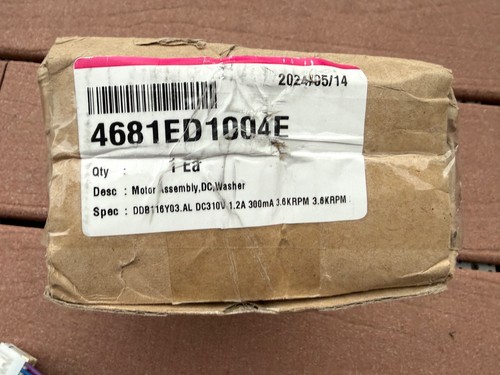 2024/05/14
4681ED1004E
Qty : 1 Ea
Desc : Motor Assembly,DC,Washer
Spec : DDB116Y03.AL DC310V 1.2A 300mA 3.6KRPM 3.6KRPM